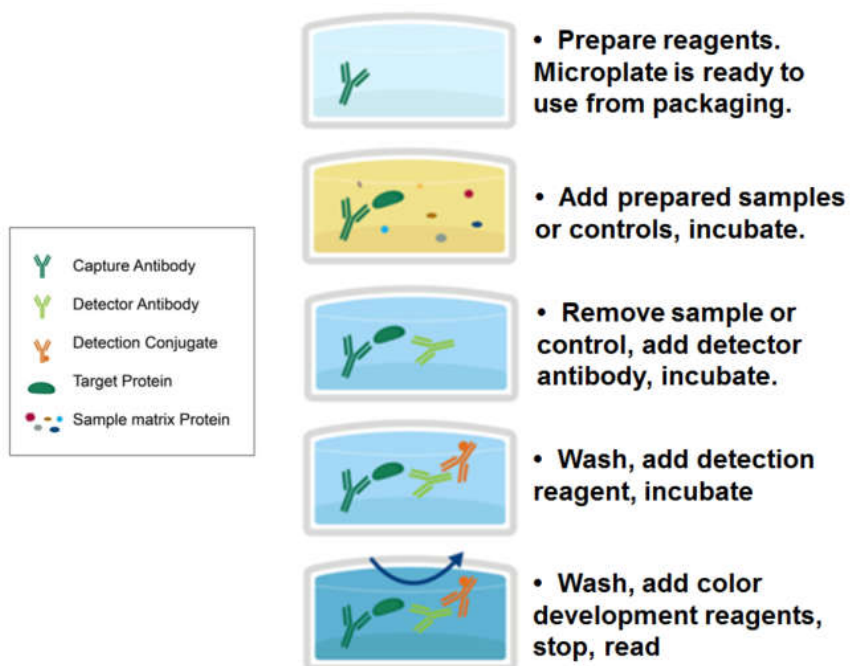 • Prepare reagents.
Microplate is ready to
use from packaging.
• Add prepared samples
or controls, incubate.
Capture Antibody
Detector Antibody
Detection Conjugate
Target Protein
Sample matrix Protein
• Remove sample or
control, add detector
antibody, incubate.
• Wash, add detection
reagent, incubate
• Wash, add color
development reagents,
stop, read